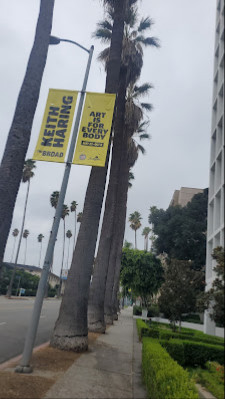 KEITH
HARING
THE BROAD
ART IS
FOR
EVERY
BODY